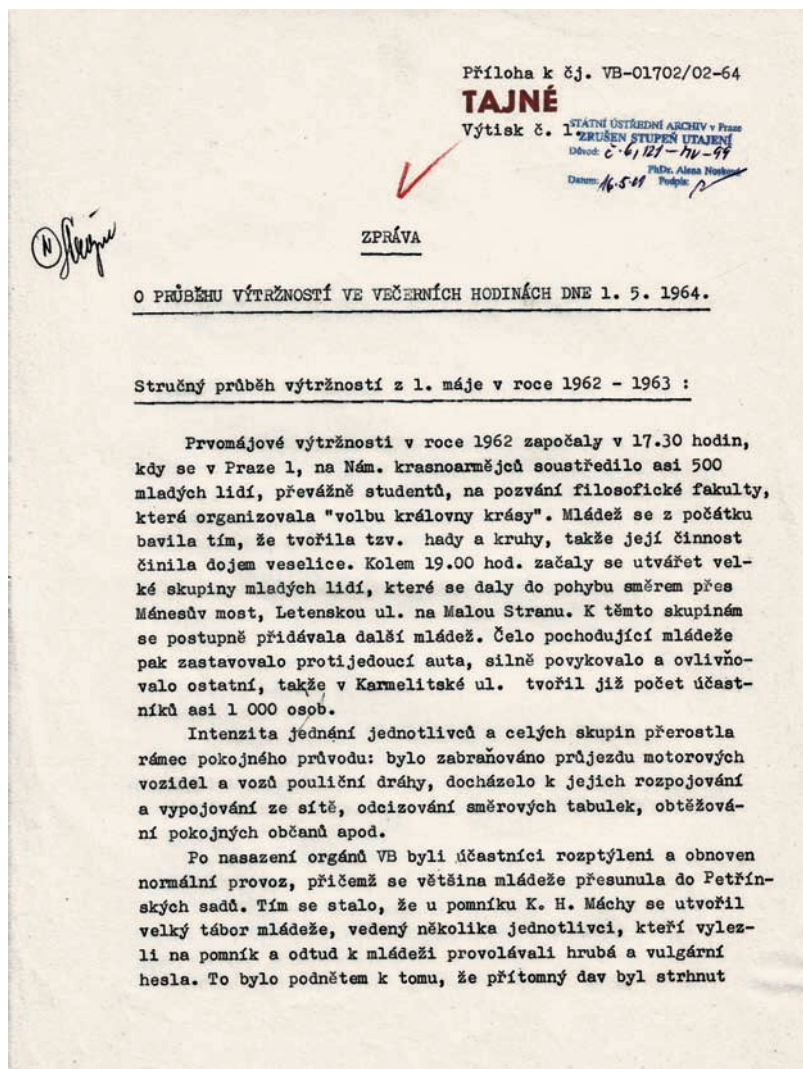 Příloha k čj. VB-01702/02-64
TAJNÉ
Výtisk č. 1.
STÁTNÍ ÚSTŘEDNÍ ARCHIV v Praze
ZRUŠEN STUPEŇ UTAJENÍ
Důvod: č. 6,121-MV-99
PhDr. Alena Nosková
Datum: 16.5.01 Podpis:
ZPRÁVA
O PRŮBĚHU VÝTRŽNOSTÍ VE VEČERNÍCH HODINÁCH DNE 1. 5. 1964.
Stručný průběh výtržností z 1. máje v roce 1962 - 1963 :
Prvomájové výtržnosti v roce 1962 započaly v 17.30 hodin,
kdy se v Praze 1, na Nám. krasnoarmějců soustředilo asi 500
mladých lidí, převážně studentů, na pozvání filosofické fakulty,
která organizovala "volbu královny krásy". Mládež se z počátku
bavila tím, že tvořila tzv. hady a kruhy, takže její činnost
činila dojem veselice. Kolem 19.00 hod. začaly se utvářet vel-
ké skupiny mladých lidí, které se daly do pohybu směrem přes
Mánesův most, Letenskou ul. na Malou Stranu. K těmto skupinám
se postupně přidávala další mládež. Čelo pochodující mládeže
pak zastavovalo protijedoucí auta, silně povykovalo a ovlivňo-
valo ostatní, takže v Karmelitské ul. tvořil již počet účast-
níků asi 1 000 osob.
Intenzita jednání jednotlivců a celých skupin přerostla
rámec pokojného průvodu: bylo zabraňováno průjezdu motorových
vozidel a vozů pouliční dráhy, docházelo k jejich rozpojování
a vypojování ze sítě, odcizování směrových tabulek, obtěžová-
ní pokojných občanů apod.
Po nasazení orgánů VB byli účastníci rozptýleni a obnoven
normální provoz, přičemž se většina mládeže přesunula do Petřín-
ských sadů. Tím se stalo, že u pomníku K. H. Máchy se utvořil
velký tábor mládeže, vedený několika jednotlivci, kteří vylez-
li na pomník a odtud k mládeži provolávali hrubá a vulgární
hesla. To bylo podnětem k tomu, že přítomný dav byl strhnut